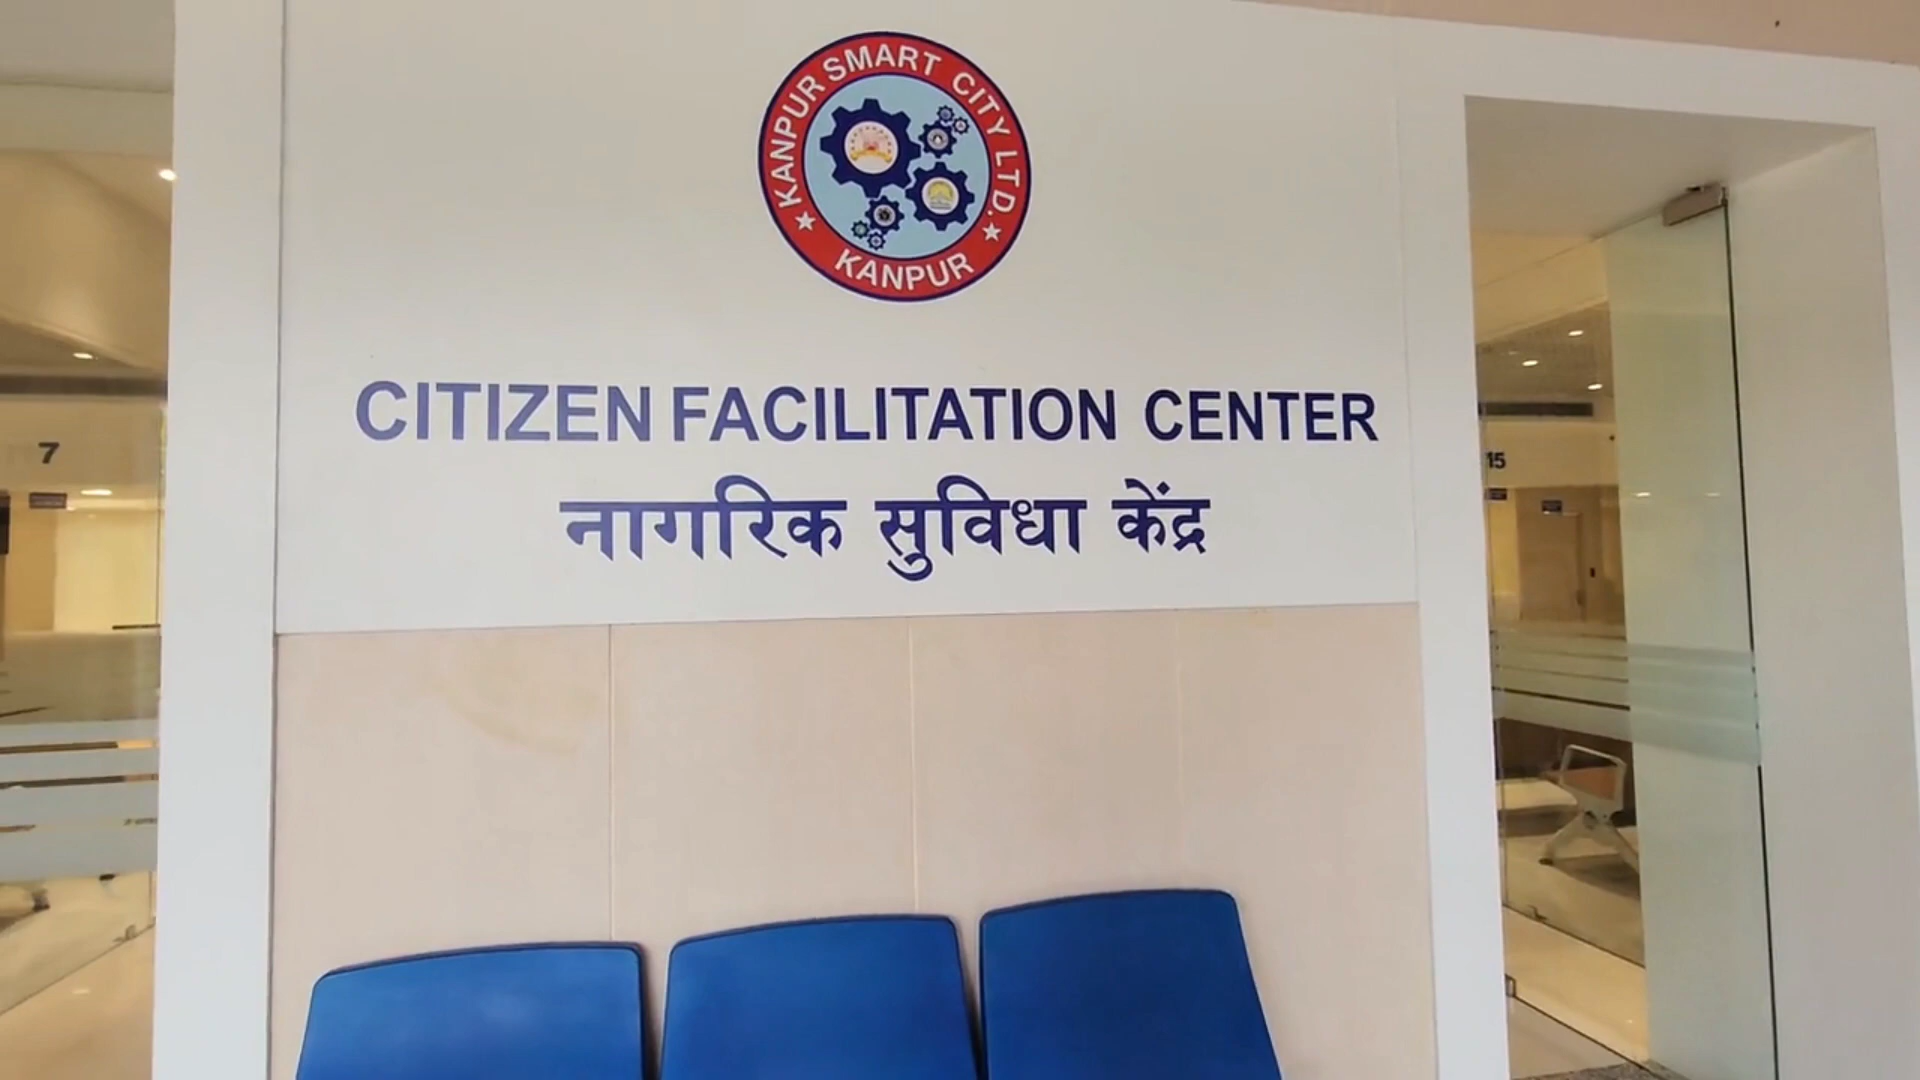 KANPUR SMART CITY LTD.
KANPUR
CITIZEN FACILITATION CENTER
नागरिक सुविधा केंद्र
7
15